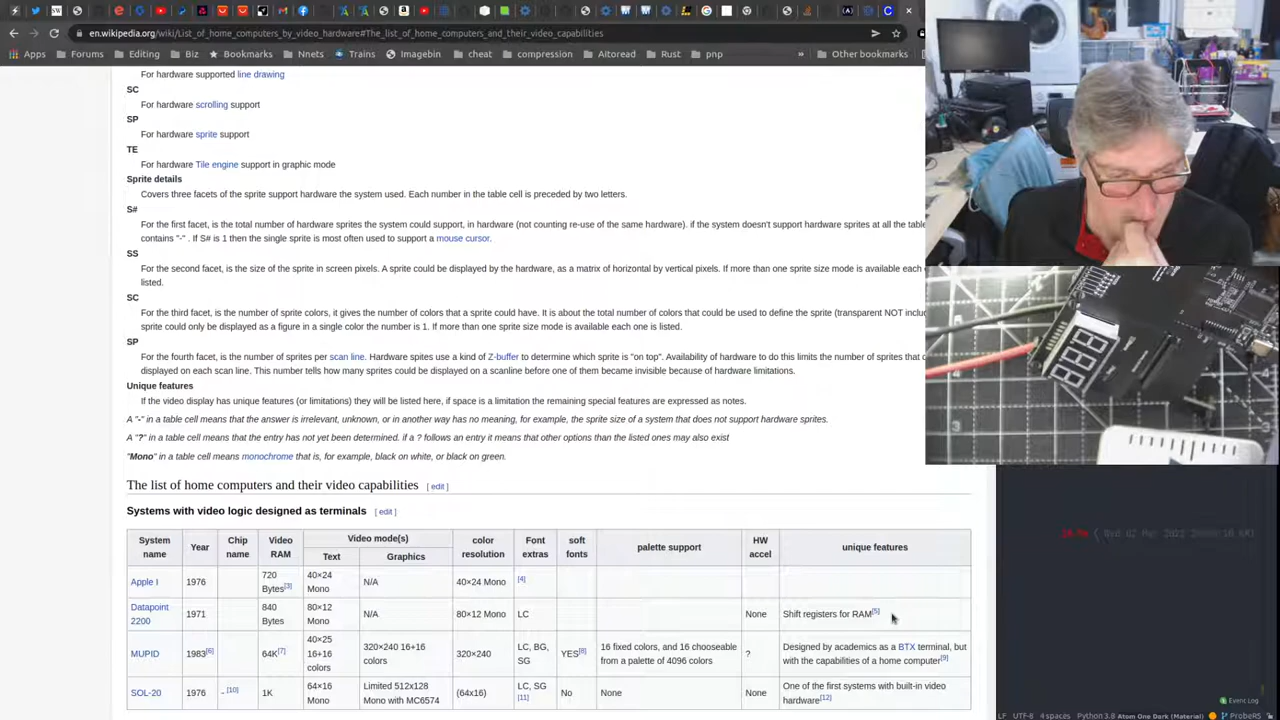 en.wikipedia.org/wiki/List_of_home_computers_by_video_hardware#The_list_of_home_computers_and_their_video_capabilities
Apps Forums Editing Biz Bookmarks Networking Graphics cheat compression Altoread Rust pnp » Other bookmarks
For hardware supported line drawing
SC
For hardware scrolling support
SP
For hardware sprite support
TE
For hardware Tile engine support in graphic mode
Sprite details
Covers three facets of the sprite support hardware the system used. Each number in the table cell is preceded by two letters.
S#
For the first facet, is the total number of hardware sprites the system could support, in hardware (not counting re-use of the same hardware). if the system doesn't support hardware sprites at all the table
contains "-" . If S# is 1 then the single sprite is most often used to support a mouse cursor.
SS
For the second facet, is the size of the sprite in screen pixels. A sprite could be displayed by the hardware, as a matrix of horizontal by vertical pixels. If more than one sprite size mode is available each
listed.
SC
For the third facet, is the number of sprite colors, it gives the number of colors that a sprite could have. It is about the total number of colors that could be used to define the sprite (transparent NOT
sprite could only be displayed as a figure in a single color the number is 1. If more than one sprite size mode is available each one is listed.
SP
For the fourth facet, is the number of sprites per scan line. Hardware sprites use a kind of Z-buffer to determine which sprite is "on top". Availability of hardware to do this limits the number of sprites that
displayed on each scan line. This number tells how many sprites could be displayed on a scanline before one of them became invisible because of hardware limitations.
Unique features
If the video display has unique features (or limitations) they will be listed here, if space is a limitation the remaining special features are expressed as notes.
A "-" in a table cell means that the answer is irrelevant, unknown, or in another way has no meaning, for example, the sprite size of a system that does not support hardware sprites.
A "?" in a table cell means that the entry has not yet been determined. if a ? follows an entry it means that other options than the listed ones may also exist
"Mono" in a table cell means monochrome that is, for example, black on white, or black on green.
The list of home computers and their video capabilities [ edit ]
Systems with video logic designed as terminals [ edit ]
System name Year Chip name Video RAM Video mode(s) Text Graphics color resolution Font extras soft fonts palette support HW accel unique features
Apple I 1976 720 Bytes[3] 40×24 Mono N/A 40×24 Mono [4]
Datapoint 2200 1971 840 Bytes 80×12 Mono N/A 80×12 Mono LC None Shift registers for RAM[5]
MUPID 1983[6] 64K[7] 40×25 16+16 colors 320×240 16+16 colors 320×240 LC, BG, SG YES[8] 16 fixed colors, and 16 chooseable from a palette of 4096 colors ? Designed by academics as a BTX terminal, but with the capabilities of a home computer[9]
SOL-20 1976 -[10] 1K 64×16 Mono Limited 512x128 Mono with MC6574 (64x16) LC, SG [11] No None None One of the first systems with built-in video hardware[12]
Event Log
LF UTF-8 4 spaces Python 3.8 Atom One Dark (Material) ProbeRS